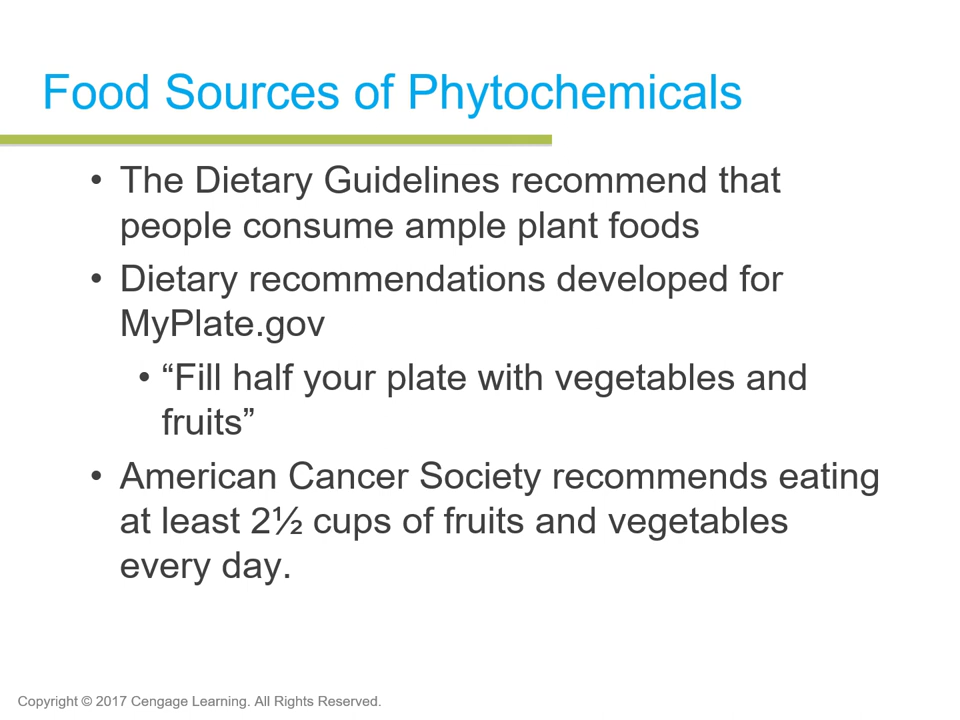 Food Sources of Phytochemicals
• The Dietary Guidelines recommend that
people consume ample plant foods
• Dietary recommendations developed for
MyPlate.gov
• “Fill half your plate with vegetables and
fruits”
• American Cancer Society recommends eating
at least 2½ cups of fruits and vegetables
every day.
Copyright © 2017 Cengage Learning. All Rights Reserved.